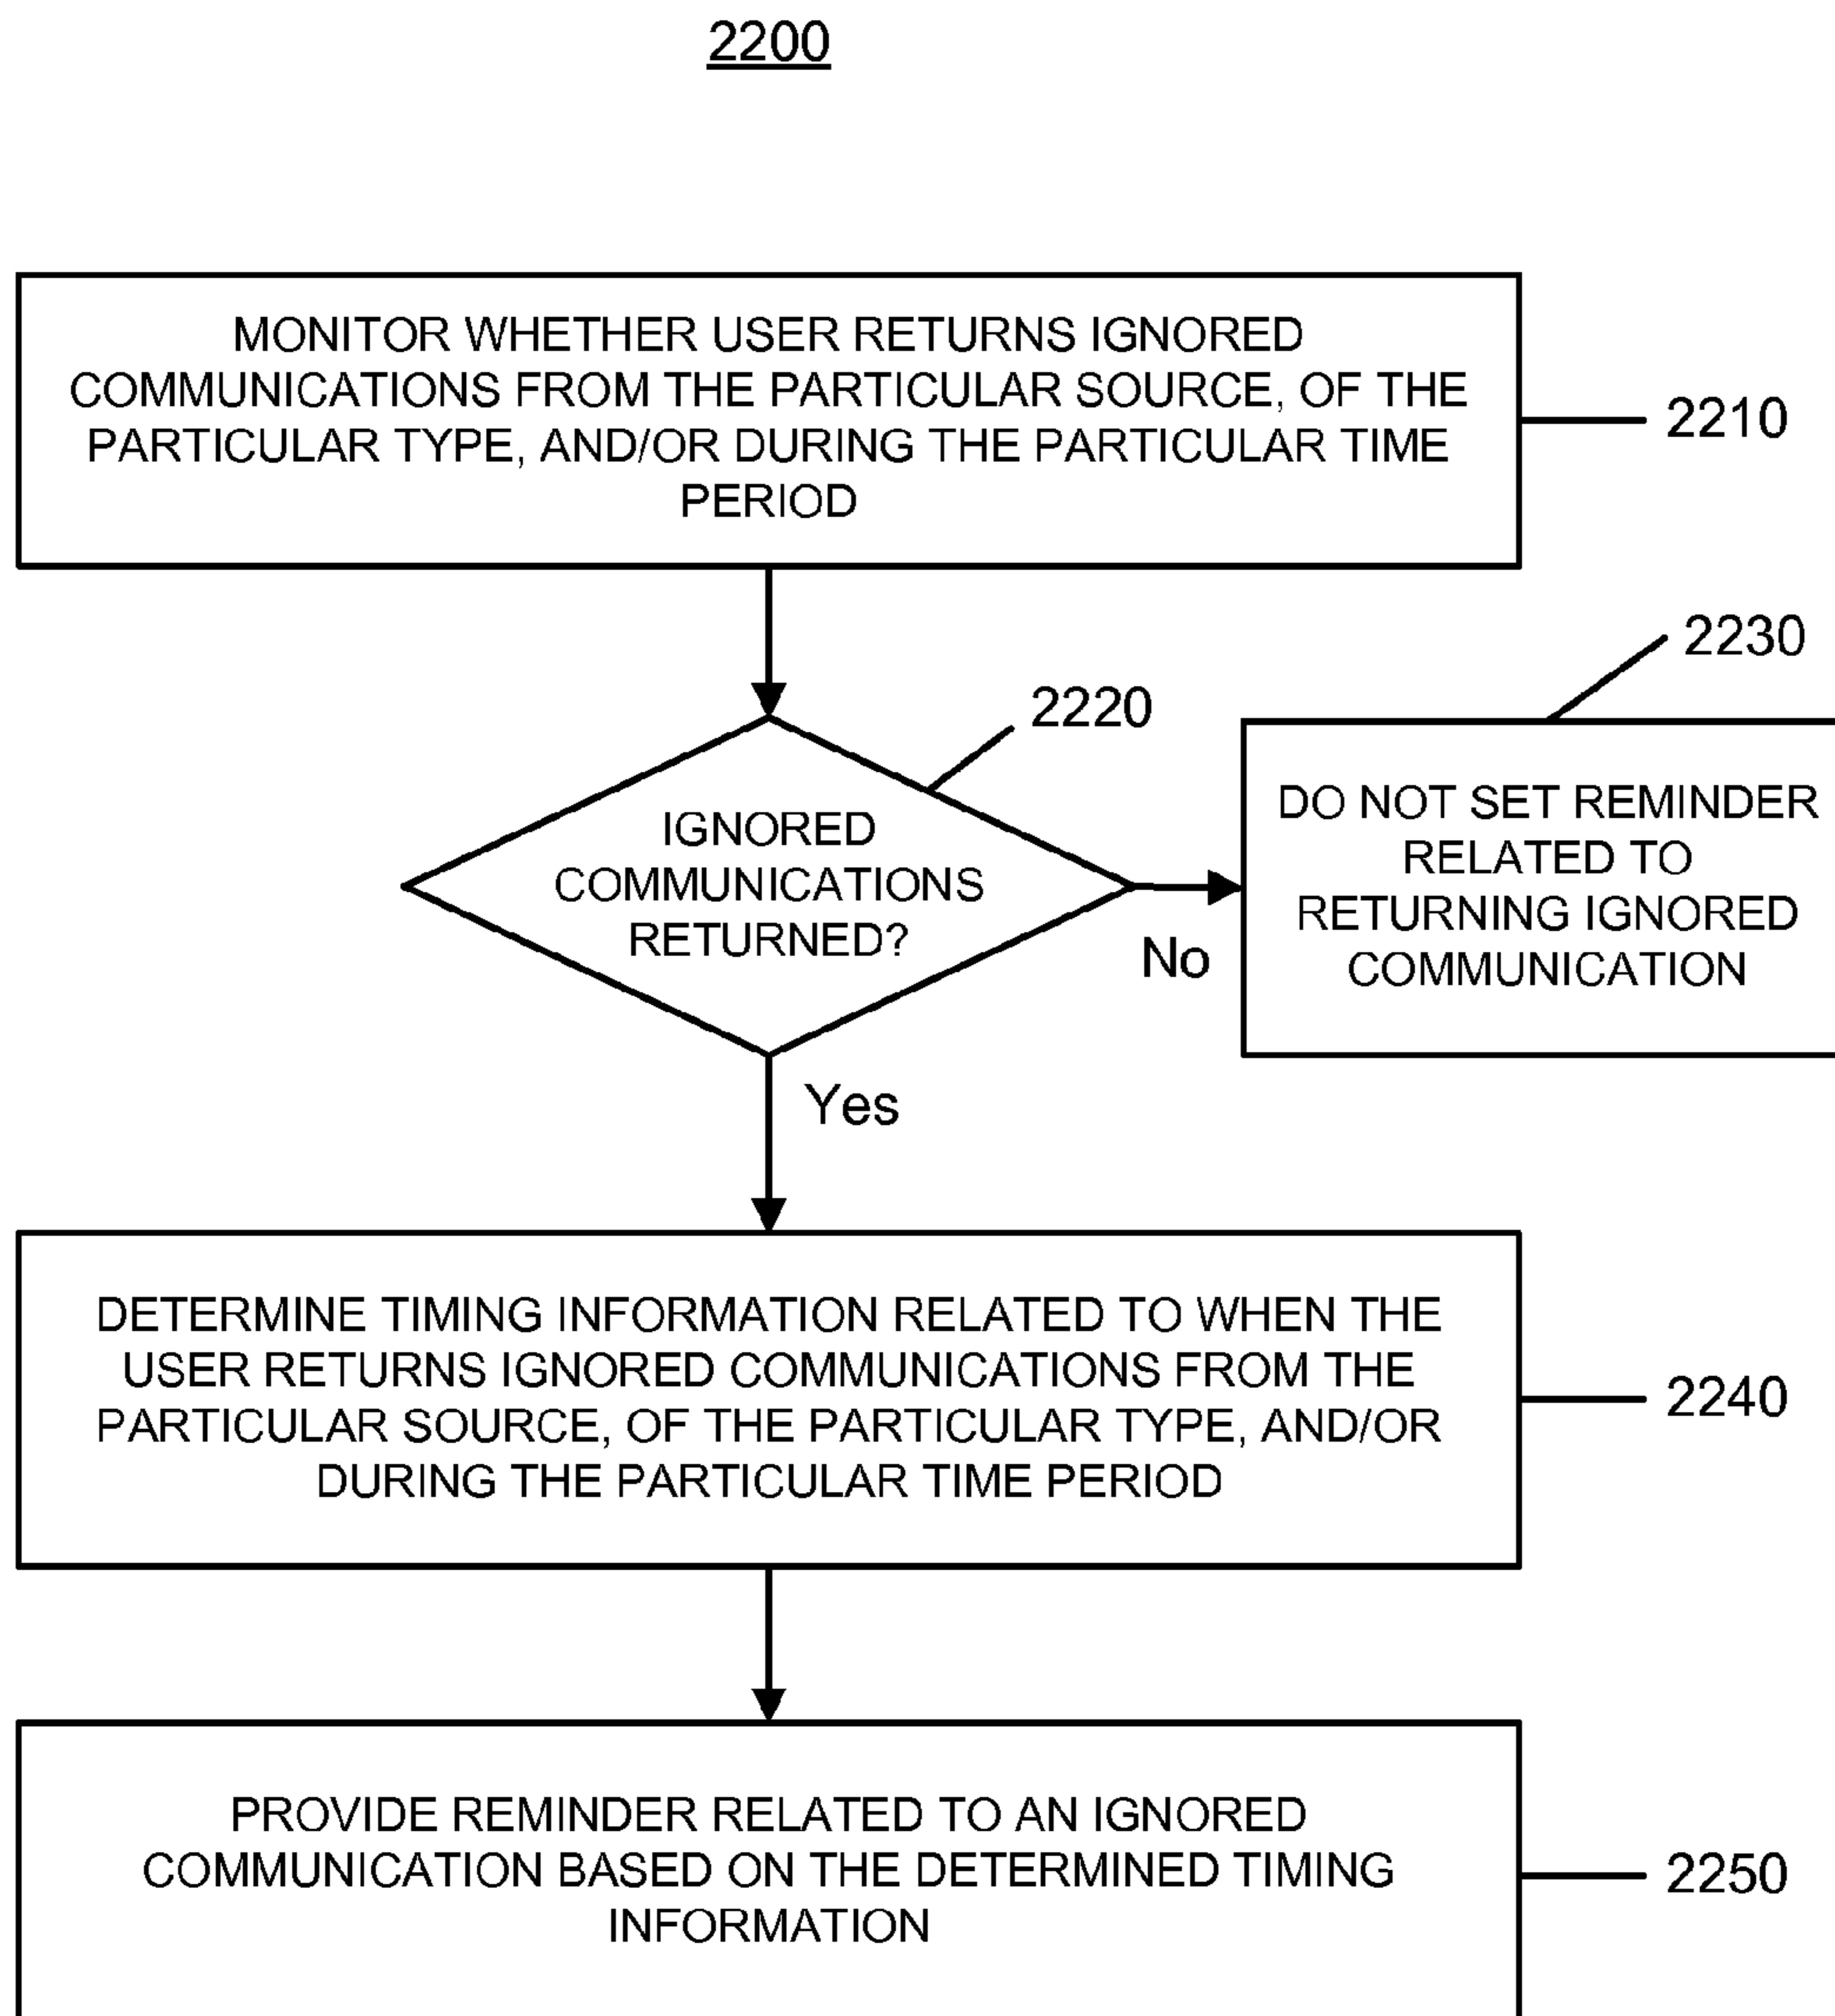 2200
MONITOR WHETHER USER RETURNS IGNORED
COMMUNICATIONS FROM THE PARTICULAR SOURCE, OF THE
PARTICULAR TYPE, AND/OR DURING THE PARTICULAR TIME
PERIOD
2210
2220
IGNORED
COMMUNICATIONS
RETURNED?
No
2230
DO NOT SET REMINDER
RELATED TO
RETURNING IGNORED
COMMUNICATION
Yes
DETERMINE TIMING INFORMATION RELATED TO WHEN THE
USER RETURNS IGNORED COMMUNICATIONS FROM THE
PARTICULAR SOURCE, OF THE PARTICULAR TYPE, AND/OR
DURING THE PARTICULAR TIME PERIOD
2240
PROVIDE REMINDER RELATED TO AN IGNORED
COMMUNICATION BASED ON THE DETERMINED TIMING
INFORMATION
2250